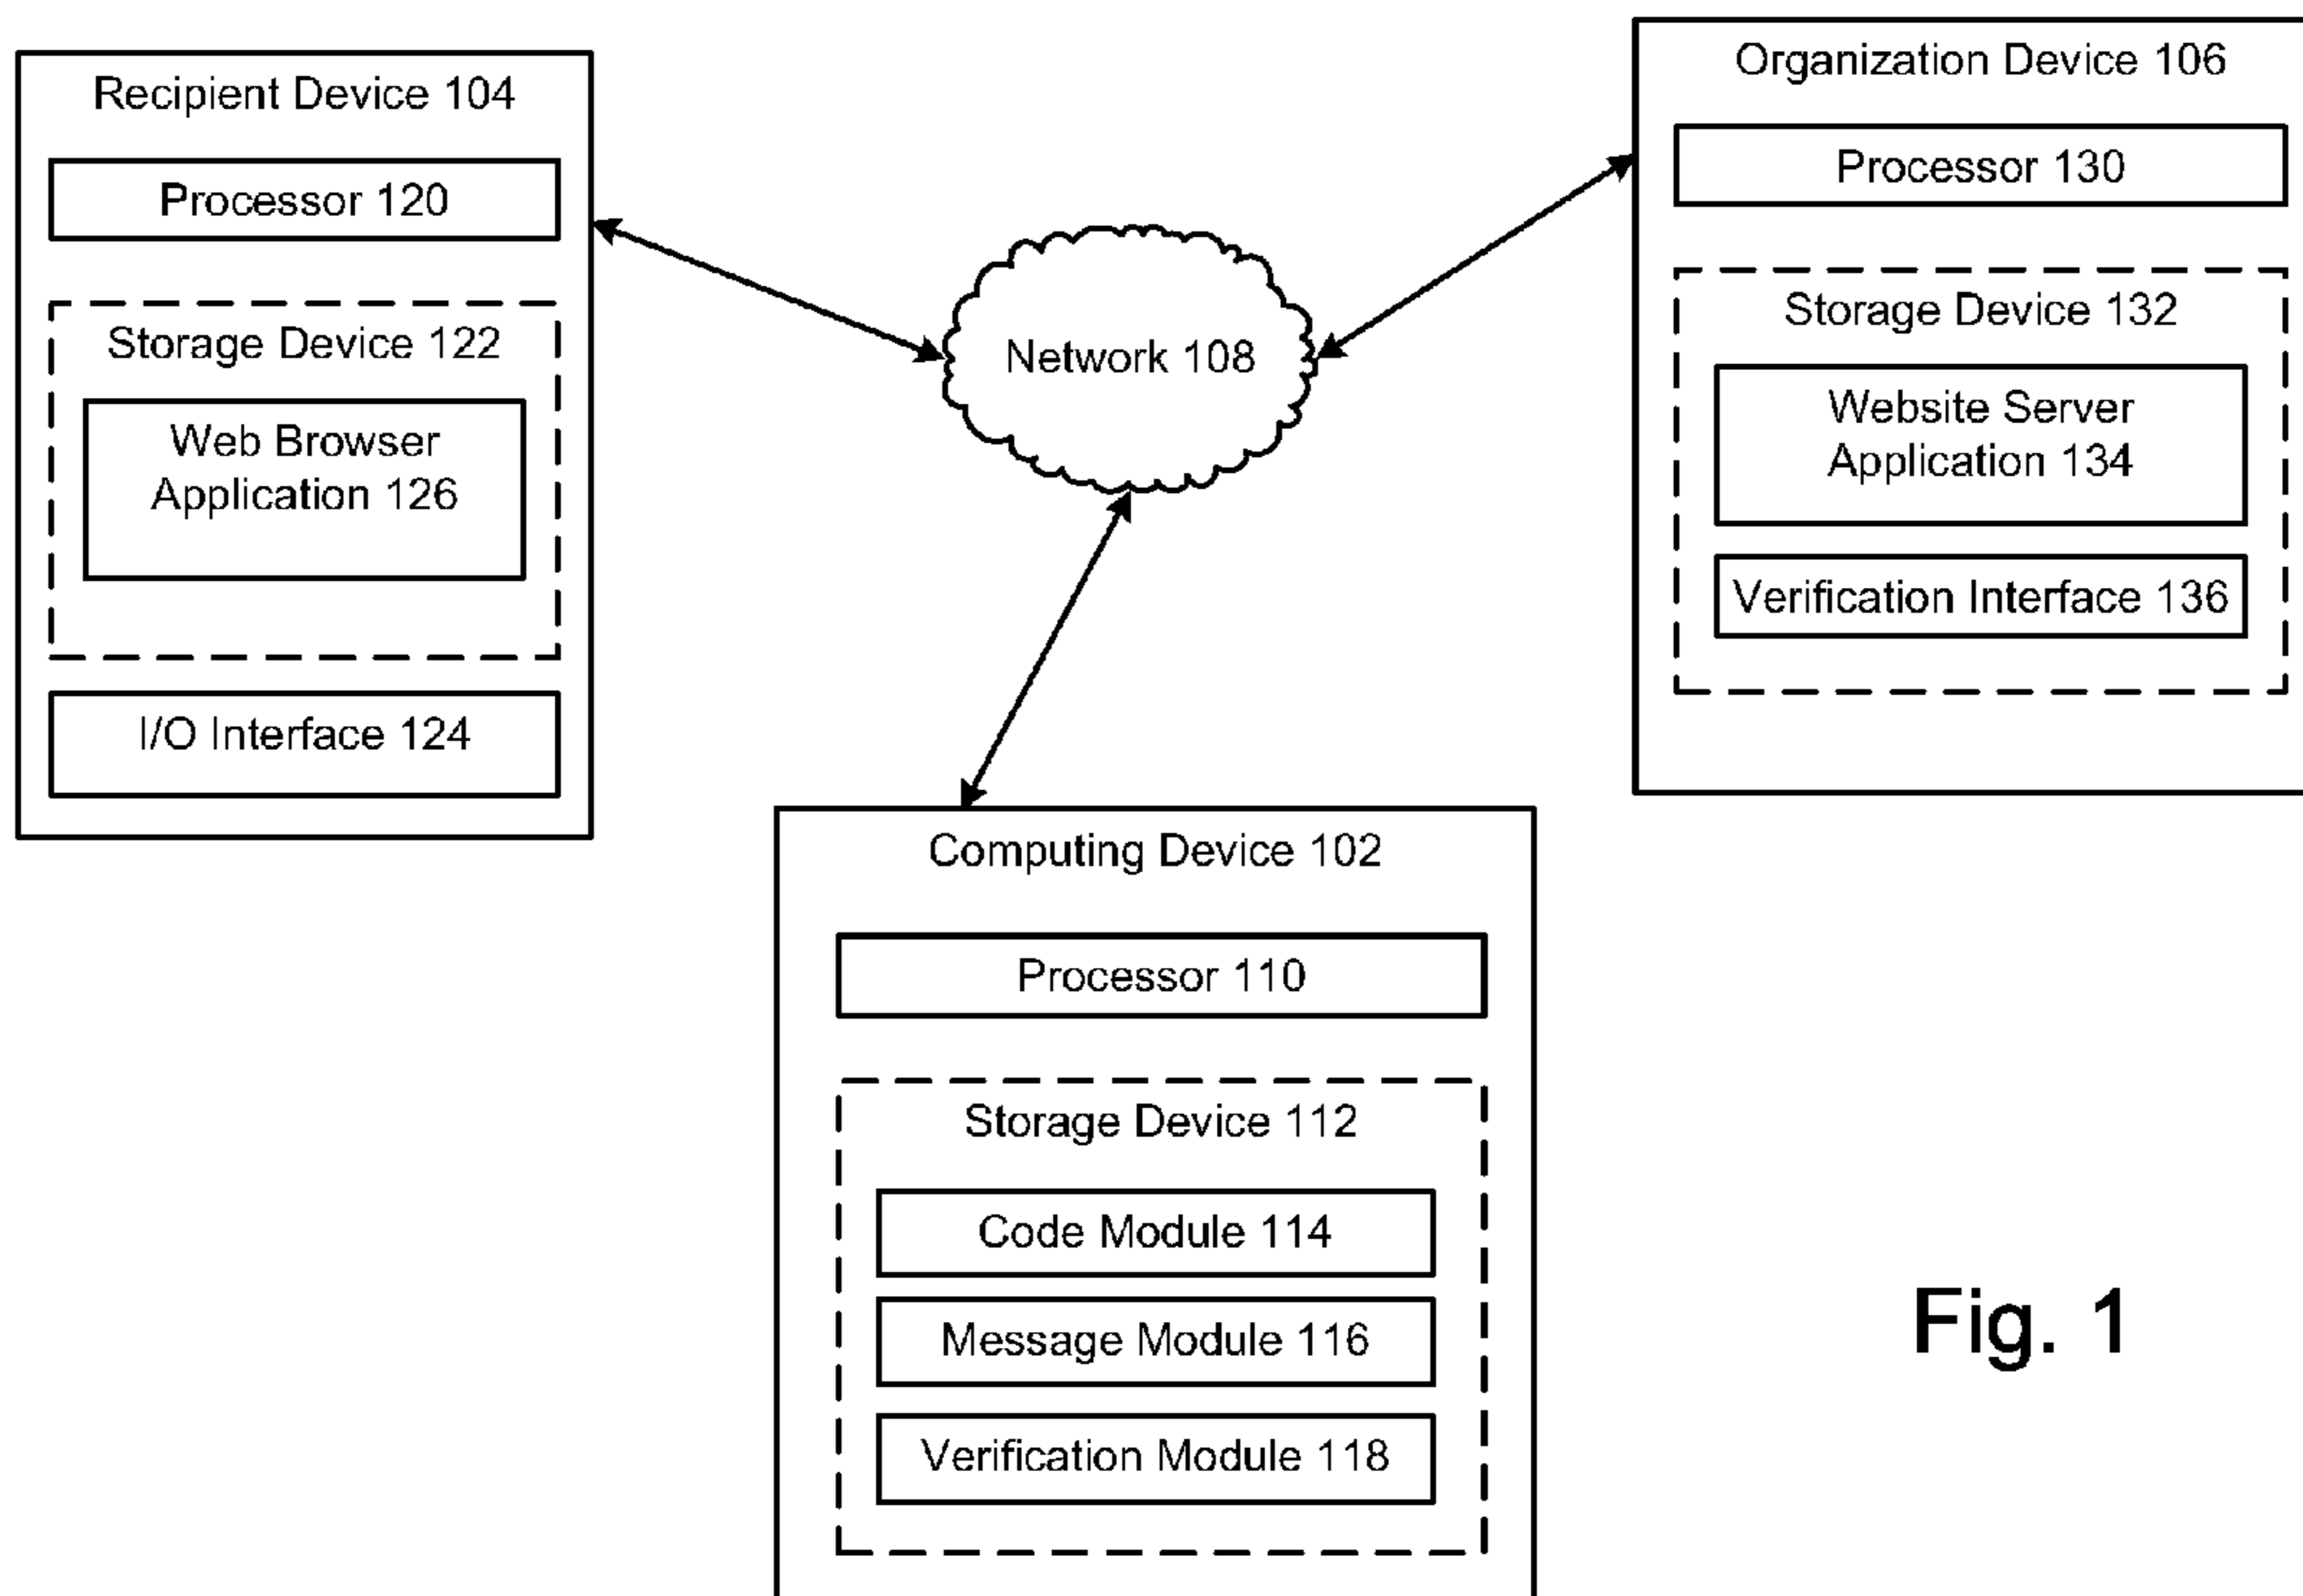 Recipient Device 104
Processor 120
Storage Device 122
Web Browser
Application 126
I/O Interface 124
Network 108
Organization Device 106
Processor 130
Storage Device 132
Website Server
Application 134
Verification Interface 136
Computing Device 102
Processor 110
Storage Device 112
Code Module 114
Message Module 116
Verification Module 118
Fig. 1